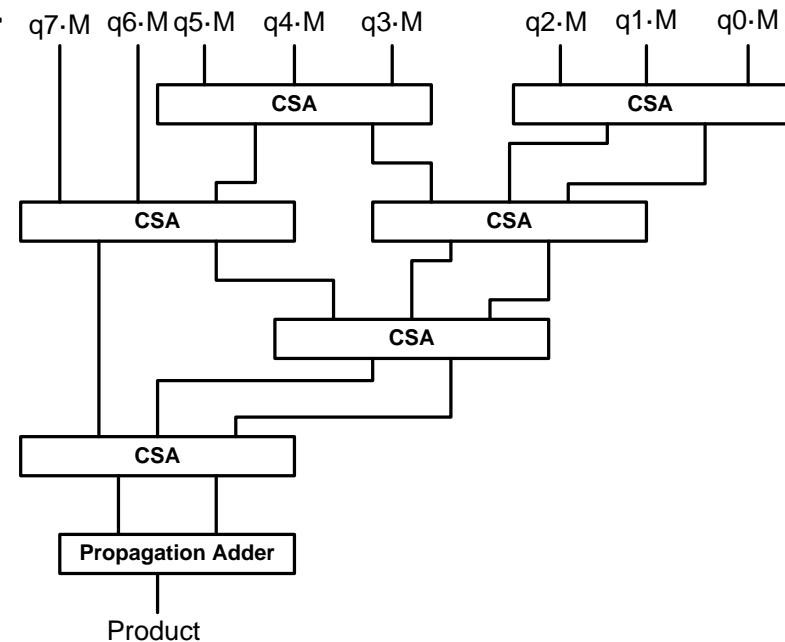 q7·M q6·M q5·M q4·M q3·M q2·M q1·M q0·M
CSA CSA
CSA CSA
CSA
CSA
Propagation Adder
Product